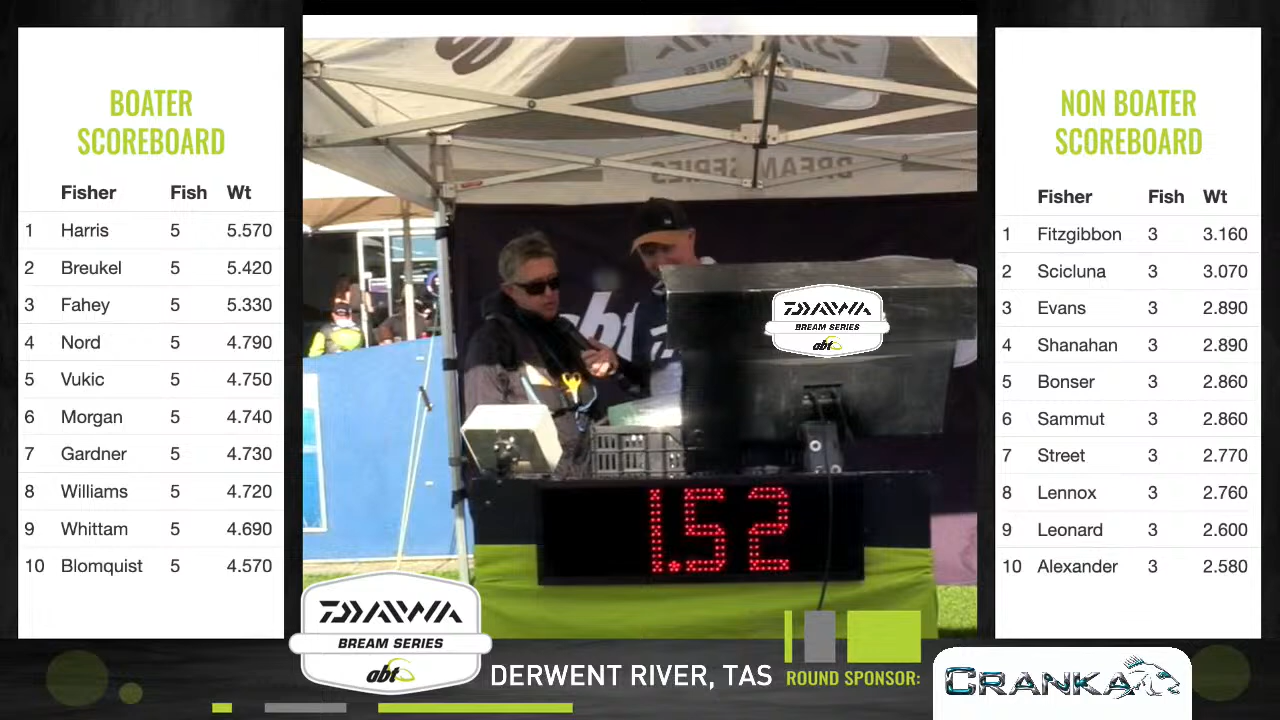 BOATER
SCOREBOARD
Fisher Fish Wt
1 Harris 5 5.570
2 Breukel 5 5.420
3 Fahey 5 5.330
4 Nord 5 4.790
5 Vukic 5 4.750
6 Morgan 5 4.740
7 Gardner 5 4.730
8 Williams 5 4.720
9 Whittam 5 4.690
10 Blomquist 5 4.570
BREAM SERIES
abt
DAIWA
BREAM SERIES
abt
1.52
NON BOATER
SCOREBOARD
Fisher Fish Wt
1 Fitzgibbon 3 3.160
2 Scicluna 3 3.070
3 Evans 3 2.890
4 Shanahan 3 2.890
5 Bonser 3 2.860
6 Sammut 3 2.860
7 Street 3 2.770
8 Lennox 3 2.760
9 Leonard 3 2.600
10 Alexander 3 2.580
DAIWA
BREAM SERIES
abt
DERWENT RIVER, TAS
ROUND SPONSOR:
CRANKA